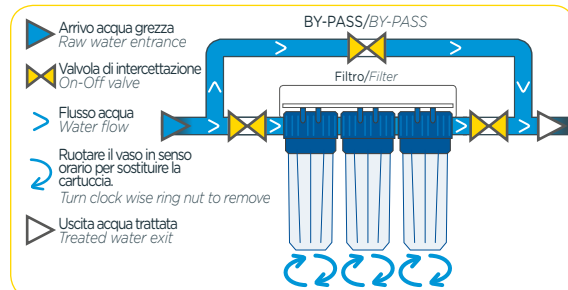 Arrivo acqua grezza
Raw water entrance
Valvola di intercettazione
On-Off valve
Flusso acqua
Water flow
Ruotare il vaso in senso
orario per sostituire la
cartuccia.
Turn clock wise ring nut to remove
Uscita acqua trattata
Treated water exit
BY-PASS/BY-PASS
Filtro/Filter